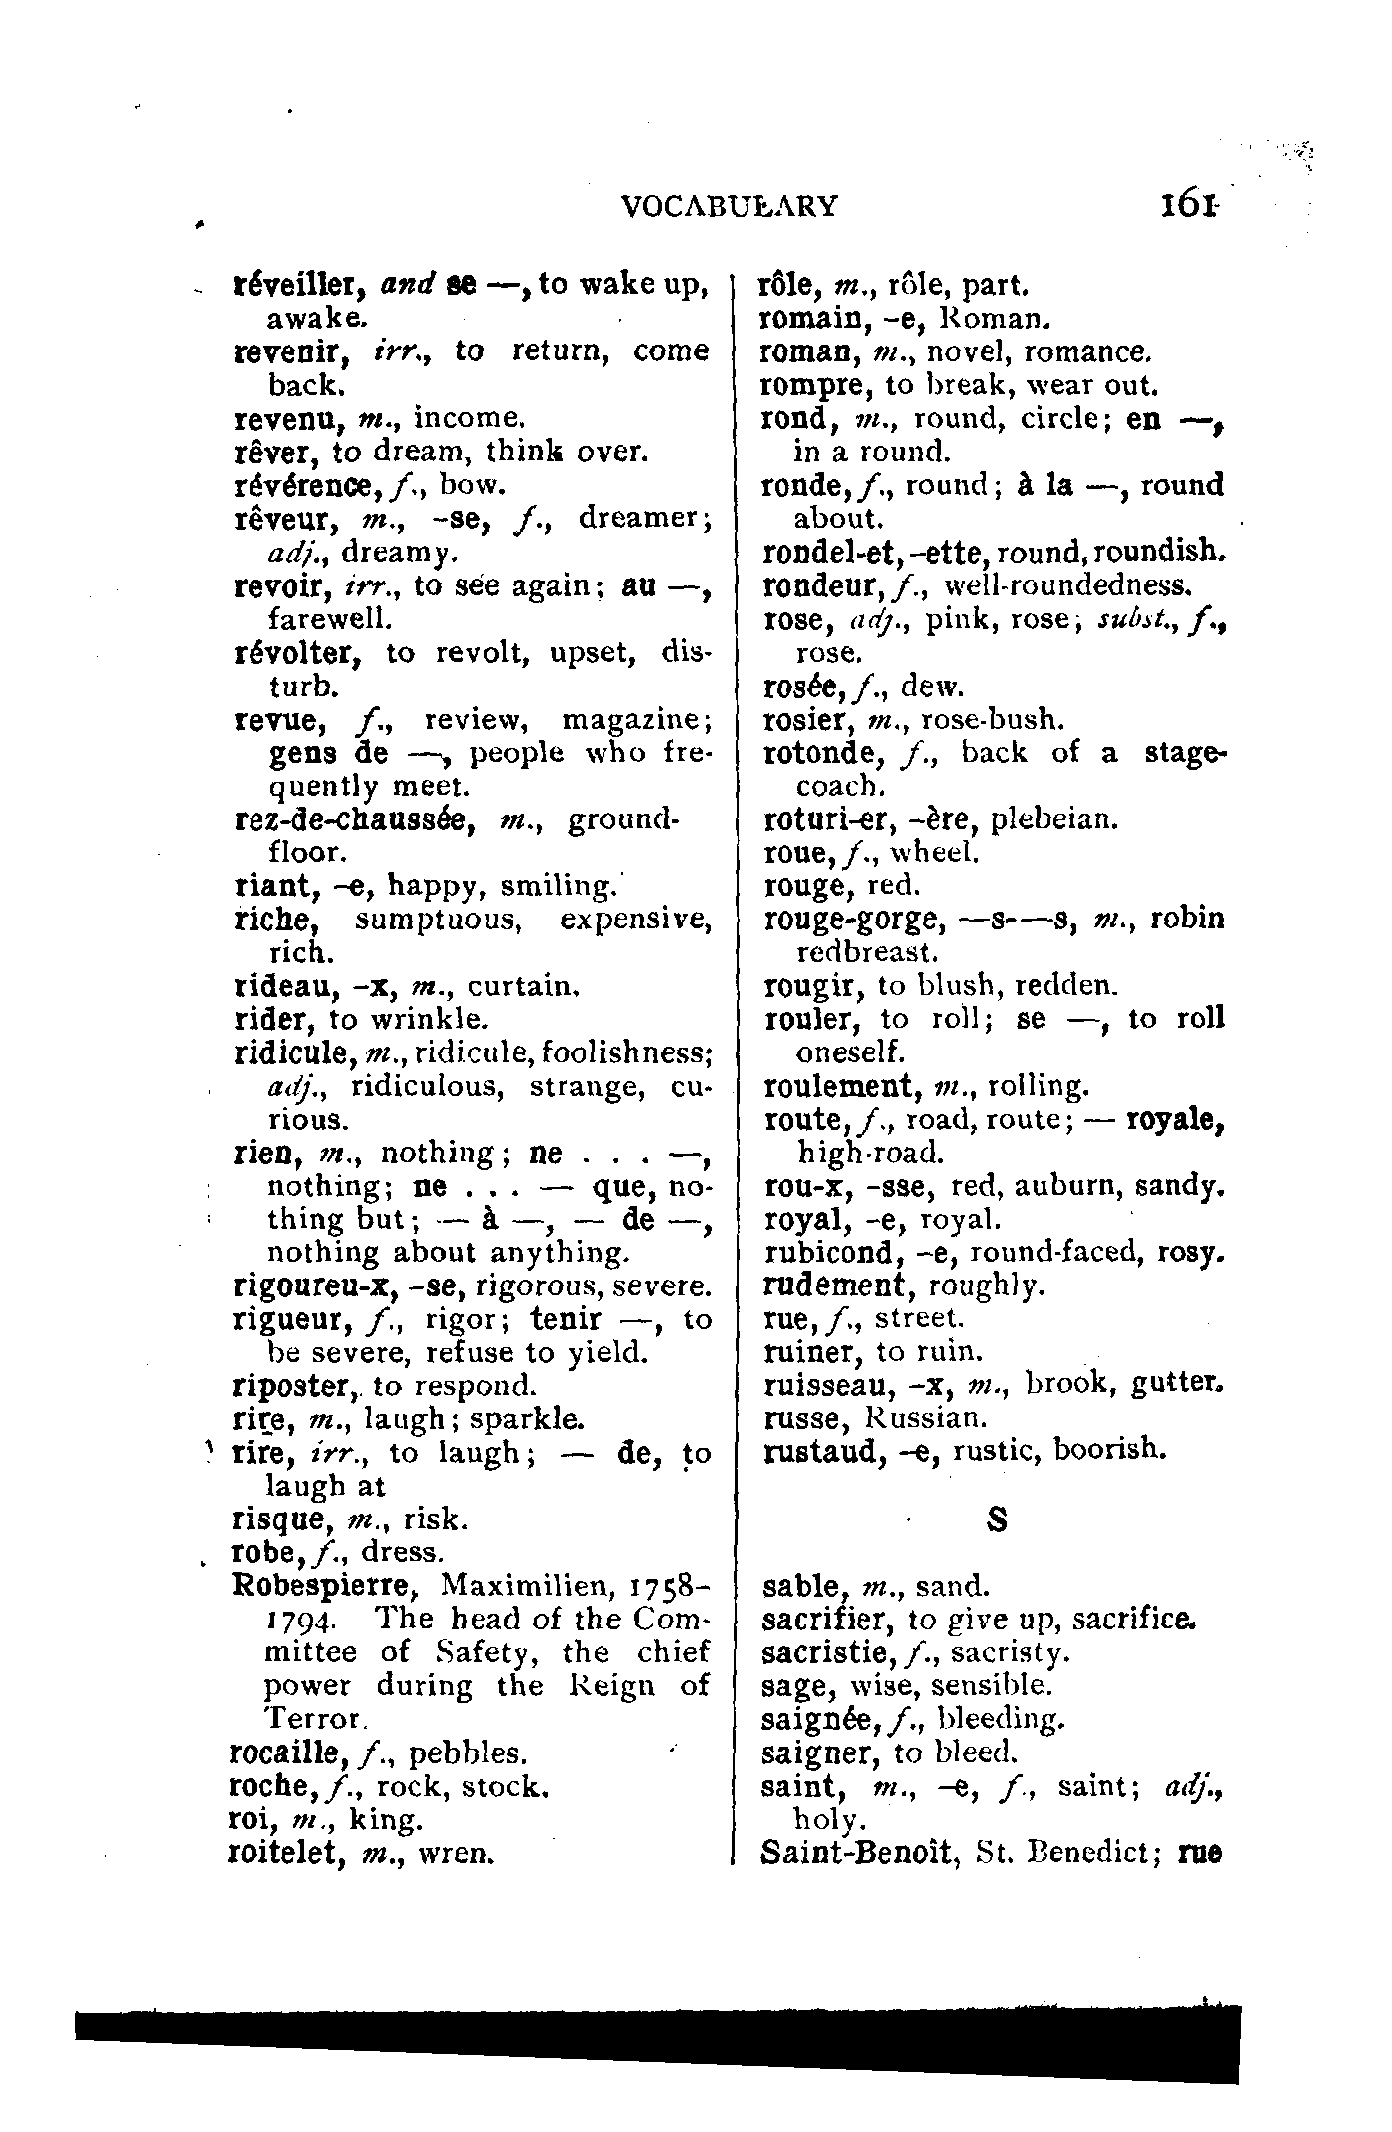 VOCABULARY 161
réveiller, and se —, to wake up,
awake.
revenir, irr., to return, come
back.
revenu, m., income.
rêver, to dream, think over.
révérence, f., bow.
rêveur, m., -se, f., dreamer;
adj., dreamy.
revoir, irr., to see again; au —,
farewell.
révolter, to revolt, upset, dis-
turb.
revue, f., review, magazine;
gens de —, people who fre-
quently meet.
rez-de-chaussée, m., ground-
floor.
riant, -e, happy, smiling.
riche, sumptuous, expensive,
rich.
rideau, -x, m., curtain.
rider, to wrinkle.
ridicule, m., ridicule, foolishness;
adj., ridiculous, strange, cu-
rious.
rien, m., nothing; ne . . . —,
nothing; ne . . . — que, no-
thing but; — à —, — de —,
nothing about anything.
rigoureu-x, -se, rigorous, severe.
rigueur, f., rigor; tenir —, to
be severe, refuse to yield.
riposter, to respond.
rire, m., laugh; sparkle.
rire, irr., to laugh; — de, to
laugh at
risque, m., risk.
robe, f., dress.
Robespierre, Maximilien, 1758-
1794. The head of the Com-
mittee of Safety, the chief
power during the Reign of
Terror.
rocaille, f., pebbles.
roche, f., rock, stock.
roi, m., king.
roitelet, m., wren.
rôle, m., rôle, part.
romain, -e, Roman.
roman, m., novel, romance.
rompre, to break, wear out.
rond, m., round, circle; en —,
in a round.
ronde, f., round; à la —, round
about.
rondel-et, -ette, round, roundish.
rondeur, f., well-roundedness.
rose, adj., pink, rose; subst., f.,
rose.
rosée, f., dew.
rosier, m., rose-bush.
rotonde, f., back of a stage-
coach.
roturi-er, -ère, plebeian.
roue, f., wheel.
rouge, red.
rouge-gorge, —s-—s, m., robin
redbreast.
rougir, to blush, redden.
rouler, to roll; se —, to roll
oneself.
roulement, m., rolling.
route, f., road, route; — royale,
high-road.
rou-x, -sse, red, auburn, sandy.
royal, -e, royal.
rubicond, -e, round-faced, rosy.
rudement, roughly.
rue, f., street.
ruiner, to ruin.
ruisseau, -x, m., brook, gutter.
russe, Russian.
rustaud, -e, rustic, boorish.
S
sable, m., sand.
sacrifier, to give up, sacrifice.
sacristie, f., sacristy.
sage, wise, sensible.
saignée, f., bleeding.
saigner, to bleed.
saint, m., -e, f., saint; adj.,
holy.
Saint-Benoît, St. Benedict; rue